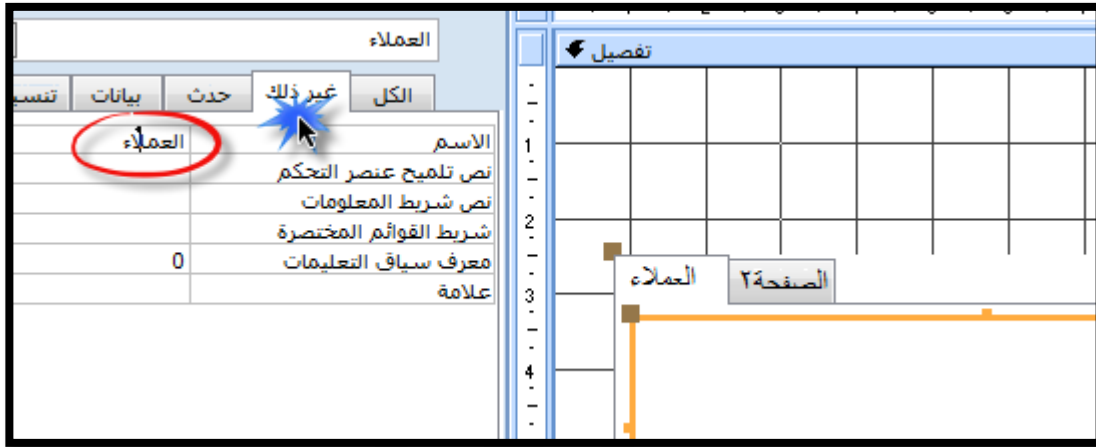 العملاء
الكل غير ذلك حدث بيانات
الاسم العملاء
نص تلميح عنصر التحكم
نص شريط المعلومات
شريط القوائم المختصرة
معرف سياق التعليمات 0
علامة
تفصيل
1
2
3
4
العملاء الصفحة٢